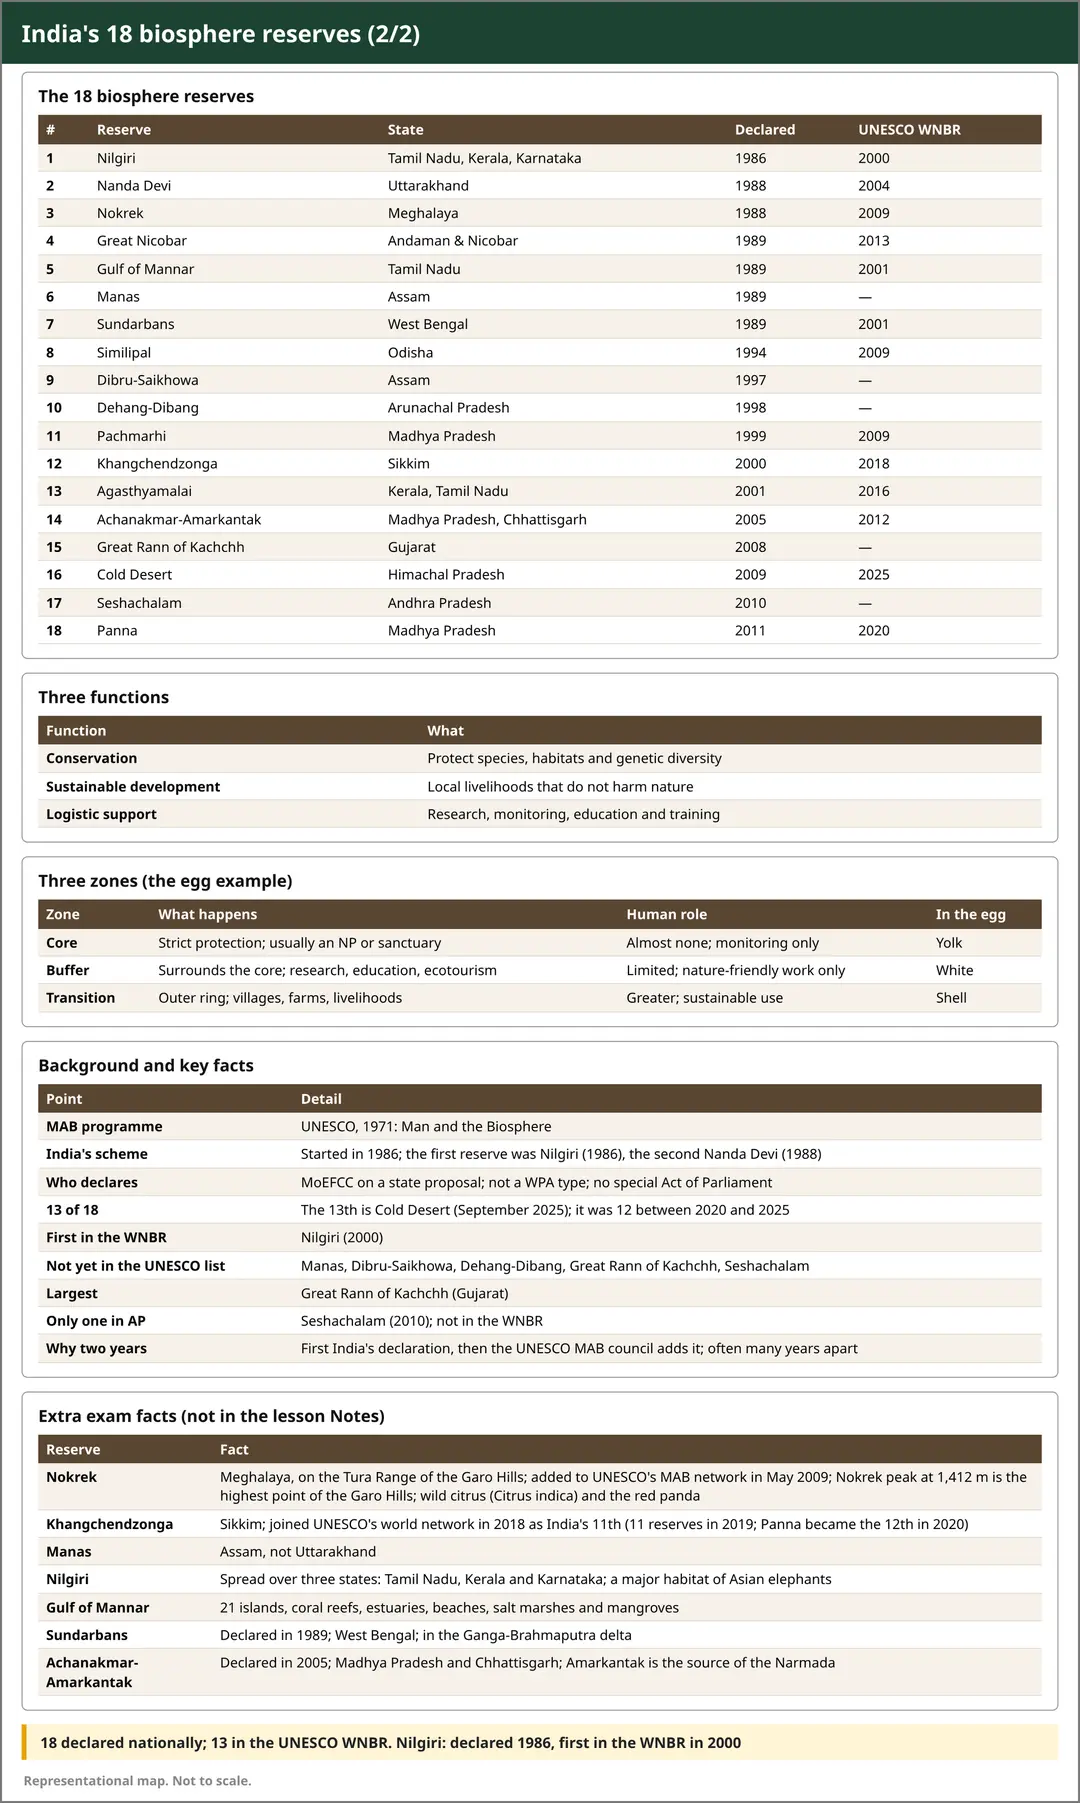 India's 18 biosphere reserves (2/2)
The 18 biosphere reserves
# Reserve State Declared UNESCO WNBR
1 Nilgiri Tamil Nadu, Kerala, Karnataka 1986 2000
2 Nanda Devi Uttarakhand 1988 2004
3 Nokrek Meghalaya 1988 2009
4 Great Nicobar Andaman & Nicobar 1989 2013
5 Gulf of Mannar Tamil Nadu 1989 2001
6 Manas Assam 1989 —
7 Sundarbans West Bengal 1989 2001
8 Similipal Odisha 1994 2009
9 Dibru-Saikhowa Assam 1997 —
10 Dehang-Dibang Arunachal Pradesh 1998 —
11 Pachmarhi Madhya Pradesh 1999 2009
12 Khangchendzonga Sikkim 2000 2018
13 Agasthyamalai Kerala, Tamil Nadu 2001 2016
14 Achanakmar-Amarkantak Madhya Pradesh, Chhattisgarh 2005 2012
15 Great Rann of Kachchh Gujarat 2008 —
16 Cold Desert Himachal Pradesh 2009 2025
17 Seshachalam Andhra Pradesh 2010 —
18 Panna Madhya Pradesh 2011 2020
Three functions
Function What
Conservation Protect species, habitats and genetic diversity
Sustainable development Local livelihoods that do not harm nature
Logistic support Research, monitoring, education and training
Three zones (the egg example)
Zone What happens Human role In the egg
Core Strict protection; usually an NP or sanctuary Almost none; monitoring only Yolk
Buffer Surrounds the core; research, education, ecotourism Limited; nature-friendly work only White
Transition Outer ring; villages, farms, livelihoods Greater; sustainable use Shell
Background and key facts
Point Detail
MAB programme UNESCO, 1971: Man and the Biosphere
India's scheme Started in 1986; the first reserve was Nilgiri (1986), the second Nanda Devi (1988)
Who declares MoEFCC on a state proposal; not a WPA type; no special Act of Parliament
13 of 18 The 13th is Cold Desert (September 2025); it was 12 between 2020 and 2025
First in the WNBR Nilgiri (2000)
Not yet in the UNESCO list Manas, Dibru-Saikhowa, Dehang-Dibang, Great Rann of Kachchh, Seshachalam
Largest Great Rann of Kachchh (Gujarat)
Only one in AP Seshachalam (2010); not in the WNBR
Why two years First India's declaration, then the UNESCO MAB council adds it; often many years apart
Extra exam facts (not in the lesson Notes)
Reserve Fact
Nokrek Meghalaya, on the Tura Range of the Garo Hills; added to UNESCO's MAB network in May 2009; Nokrek peak at 1,412 m is the
highest point of the Garo Hills; wild citrus (Citrus indica) and the red panda
Khangchendzonga Sikkim; joined UNESCO's world network in 2018 as India's 11th (11 reserves in 2019; Panna became the 12th in 2020)
Manas Assam, not Uttarakhand
Nilgiri Spread over three states: Tamil Nadu, Kerala and Karnataka; a major habitat of Asian elephants
Gulf of Mannar 21 islands, coral reefs, estuaries, beaches, salt marshes and mangroves
Sundarbans Declared in 1989; West Bengal; in the Ganga-Brahmaputra delta
Achanakmar- Declared in 2005; Madhya Pradesh and Chhattisgarh; Amarkantak is the source of the Narmada
Amarkantak
18 declared nationally; 13 in the UNESCO WNBR. Nilgiri: declared 1986, first in the WNBR in 2000
Representational map. Not to scale.